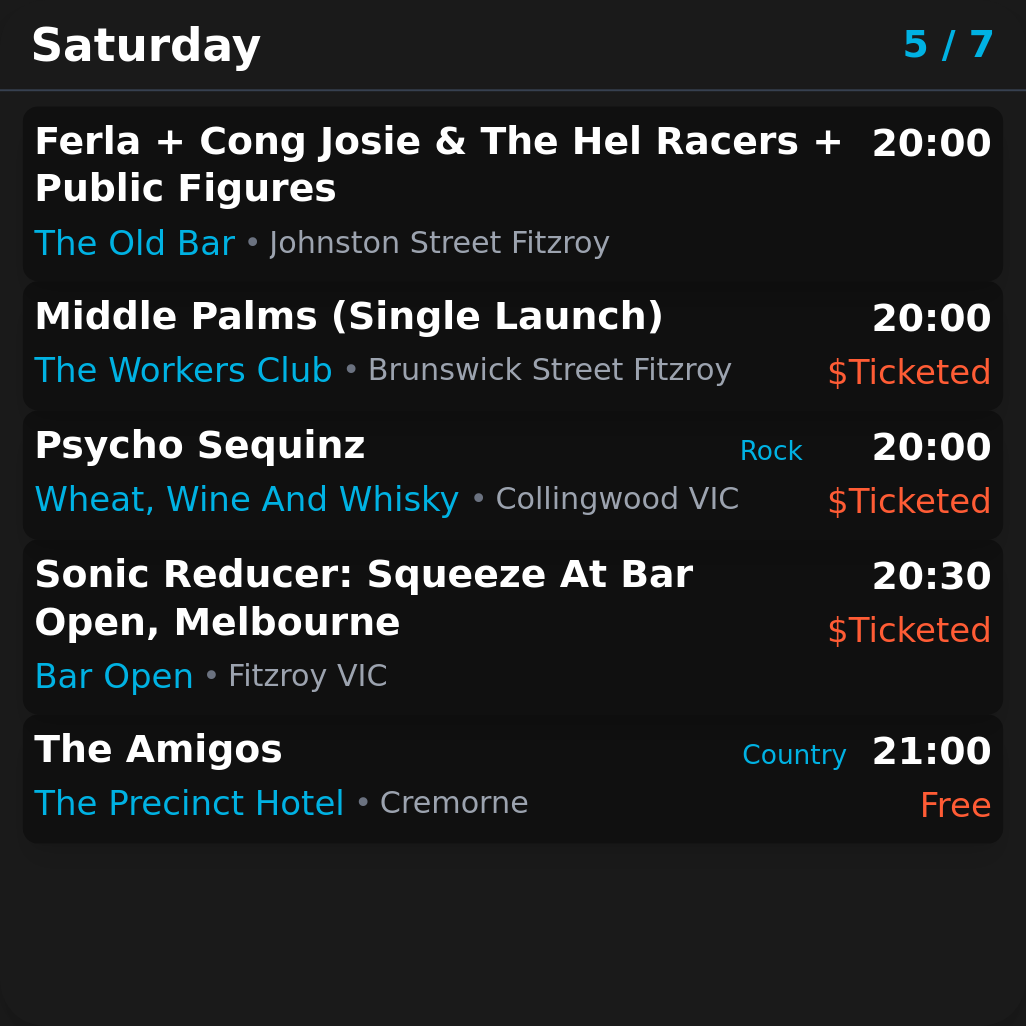 Saturday 5 / 7
Ferla + Cong Josie & The Hel Racers + 20:00
Public Figures
The Old Bar • Johnston Street Fitzroy
Middle Palms (Single Launch) 20:00
The Workers Club • Brunswick Street Fitzroy $Ticketed
Psycho Sequinz Rock 20:00
Wheat, Wine And Whisky • Collingwood VIC $Ticketed
Sonic Reducer: Squeeze At Bar 20:30
Open, Melbourne $Ticketed
Bar Open • Fitzroy VIC
The Amigos Country 21:00
The Precinct Hotel • Cremorne Free